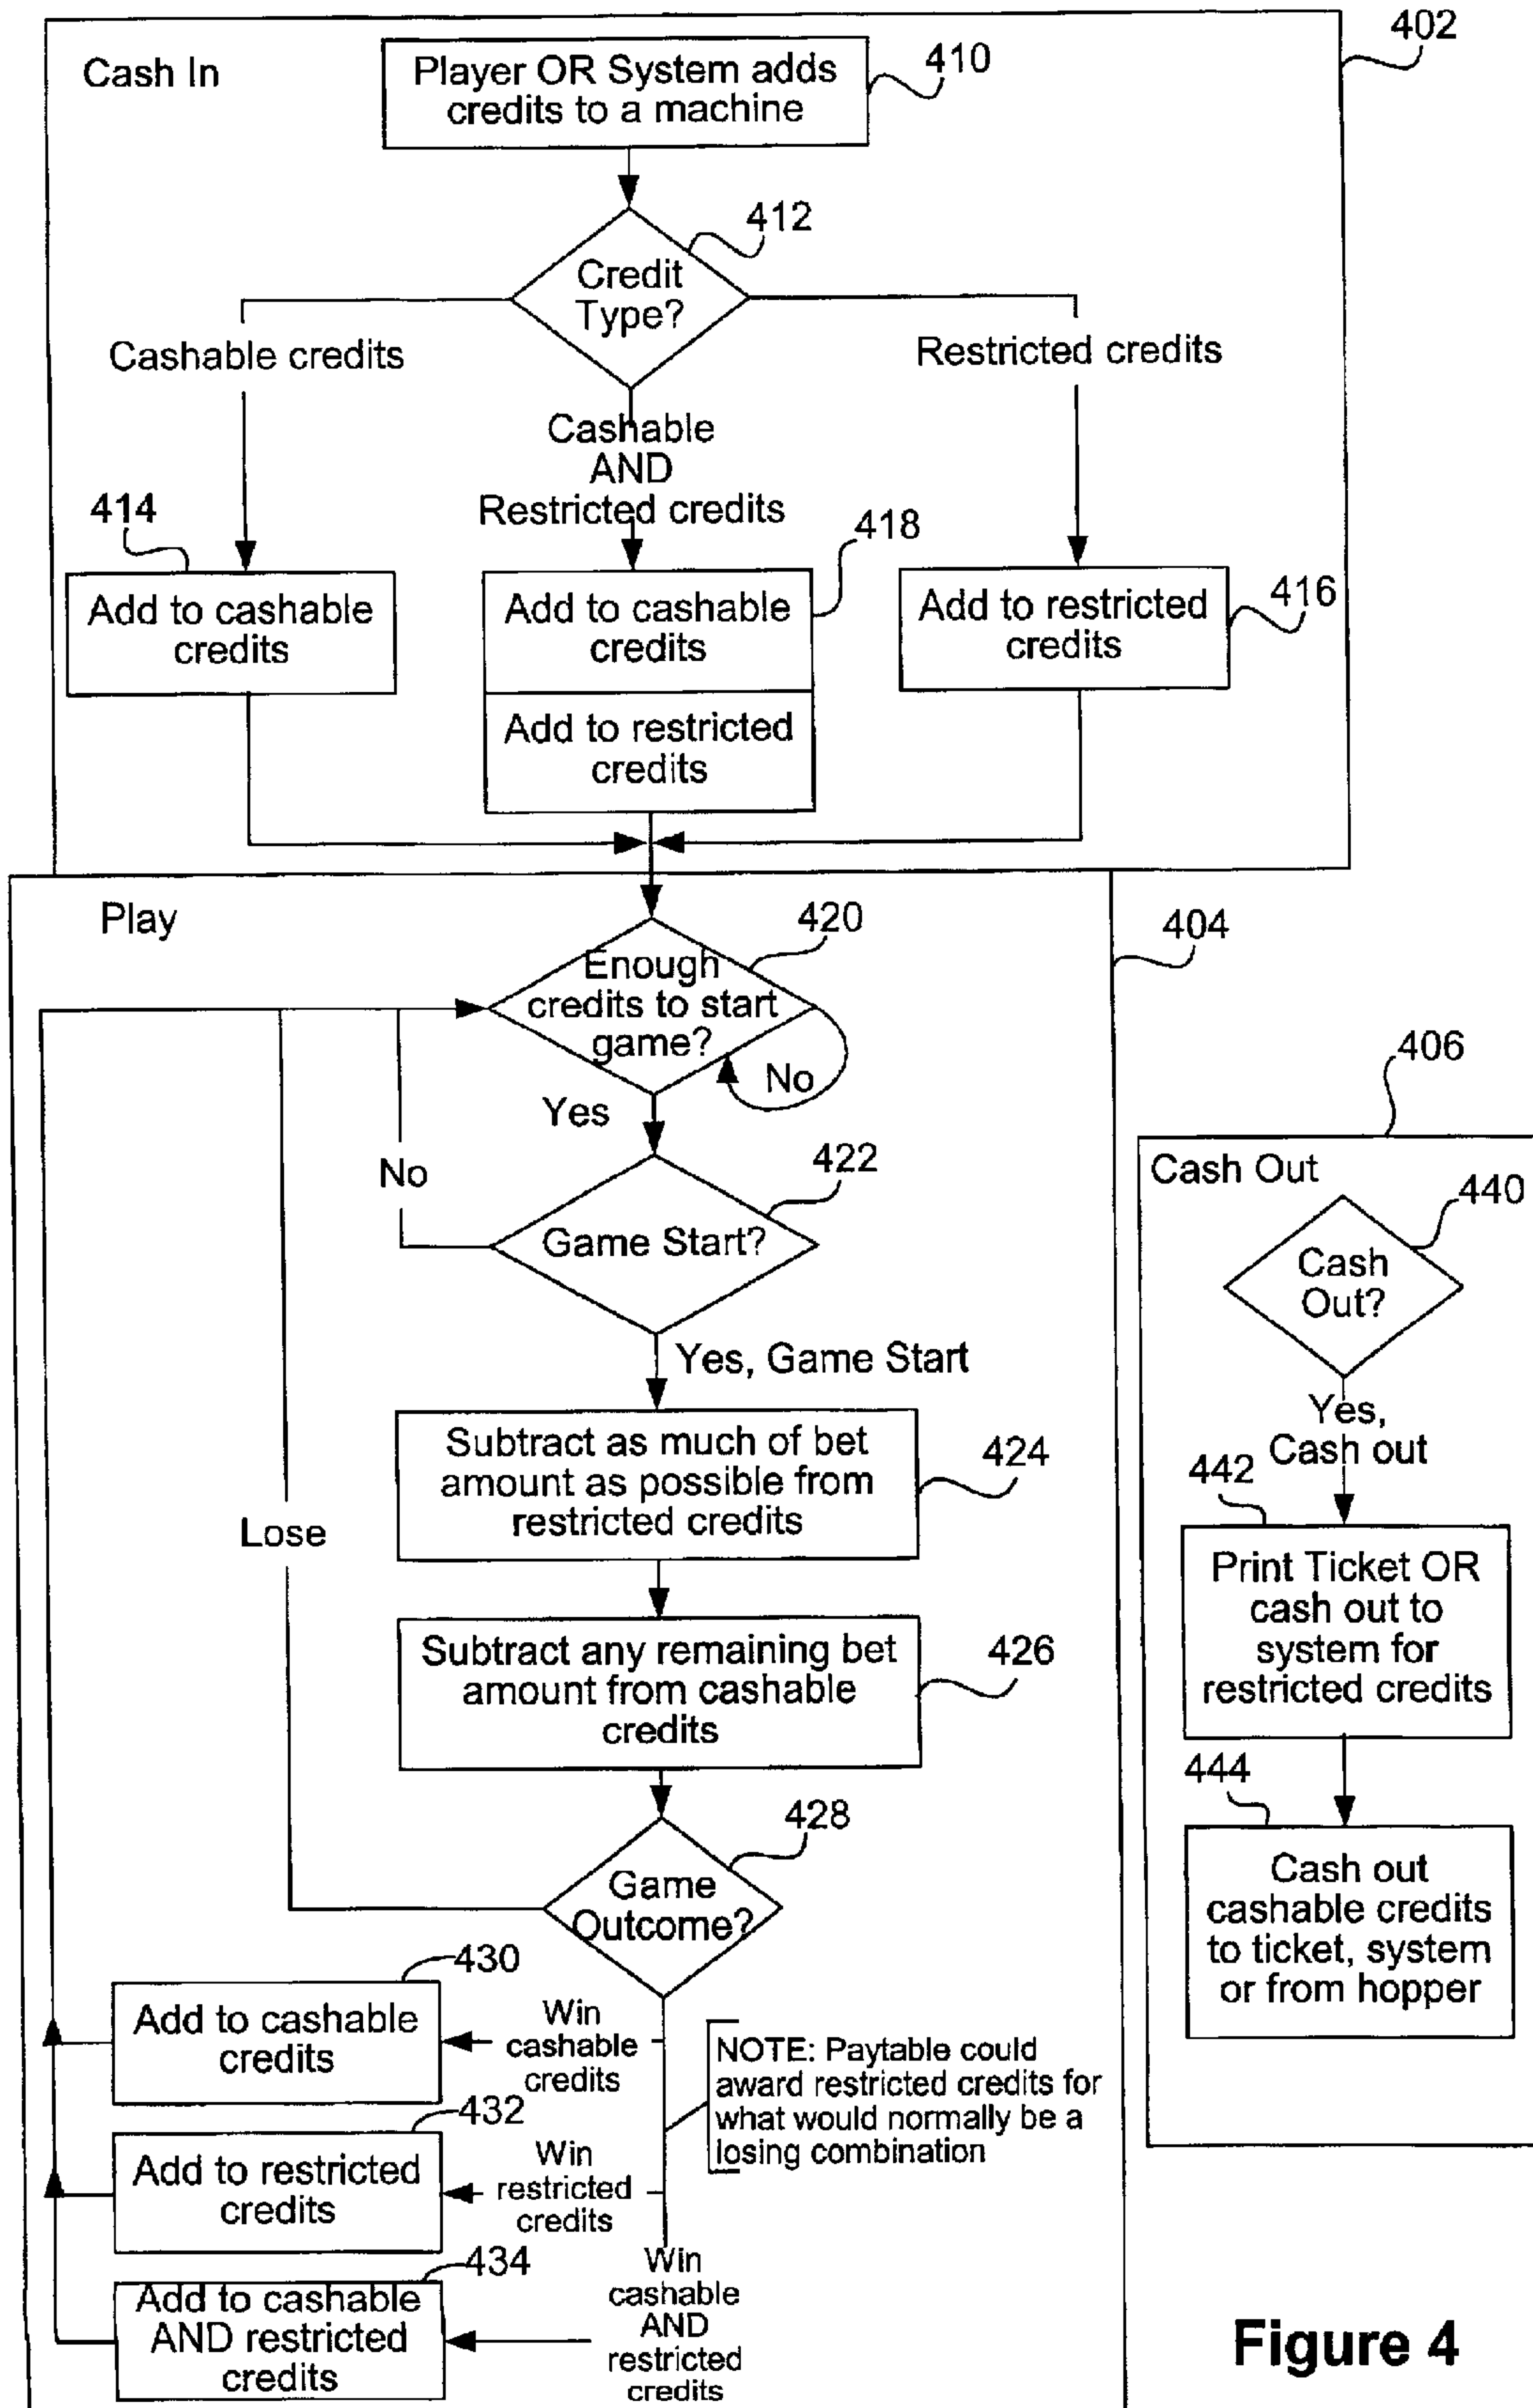 402
Cash In
Player OR System adds
credits to a machine
410
412
Credit
Type?
Cashable credits
Restricted credits
Cashable
AND
Restricted credits
414
418
416
Add to cashable
credits
Add to cashable
credits
Add to restricted
credits
Add to restricted
credits
Play
420
404
Enough
credits to start
game?
No
Yes
No
422
Game Start?
Yes, Game Start
Subtract as much of bet
amount as possible from
restricted credits
424
Lose
Subtract any remaining bet
amount from cashable
credits
426
428
Game
Outcome?
430
Add to cashable
credits
Win
cashable
credits
NOTE: Paytable could
award restricted credits for
what would normally be a
losing combination
432
Add to restricted
credits
Win
restricted
credits
434
Add to cashable
AND restricted
credits
Win
cashable
AND
restricted
credits
406
Cash Out
440
Cash
Out?
Yes,
Cash out
442
Print Ticket OR
cash out to
system for
restricted credits
444
Cash out
cashable credits
to ticket, system
or from hopper
Figure 4